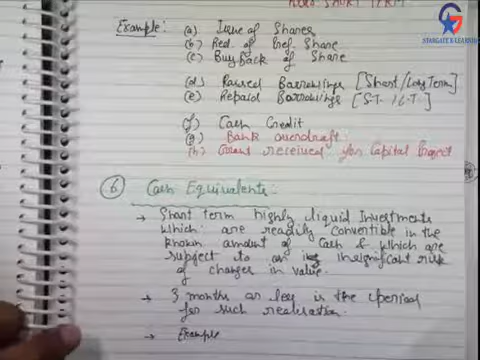 STARGATE E LEARNING
Example: (a) Issue of Shares
(b) Red. of Pref. Share
(c) Buy Back of Share
(d) Raised Borrowings [Short/Long Term]
(e) Repaid Borrowings [S.T. / L.T.]
(f) Cash Credit
(g) Bank overdraft.
(h) Grant received for Capital Project
6 Cash Equivalents:
→ Short term highly liquid Investments
which are readily convertible in the
known amount of Cash & which are
subject to an insignificant risk
of changes in value.
→ 3 months or less is the period
for such realisation.
→ Example